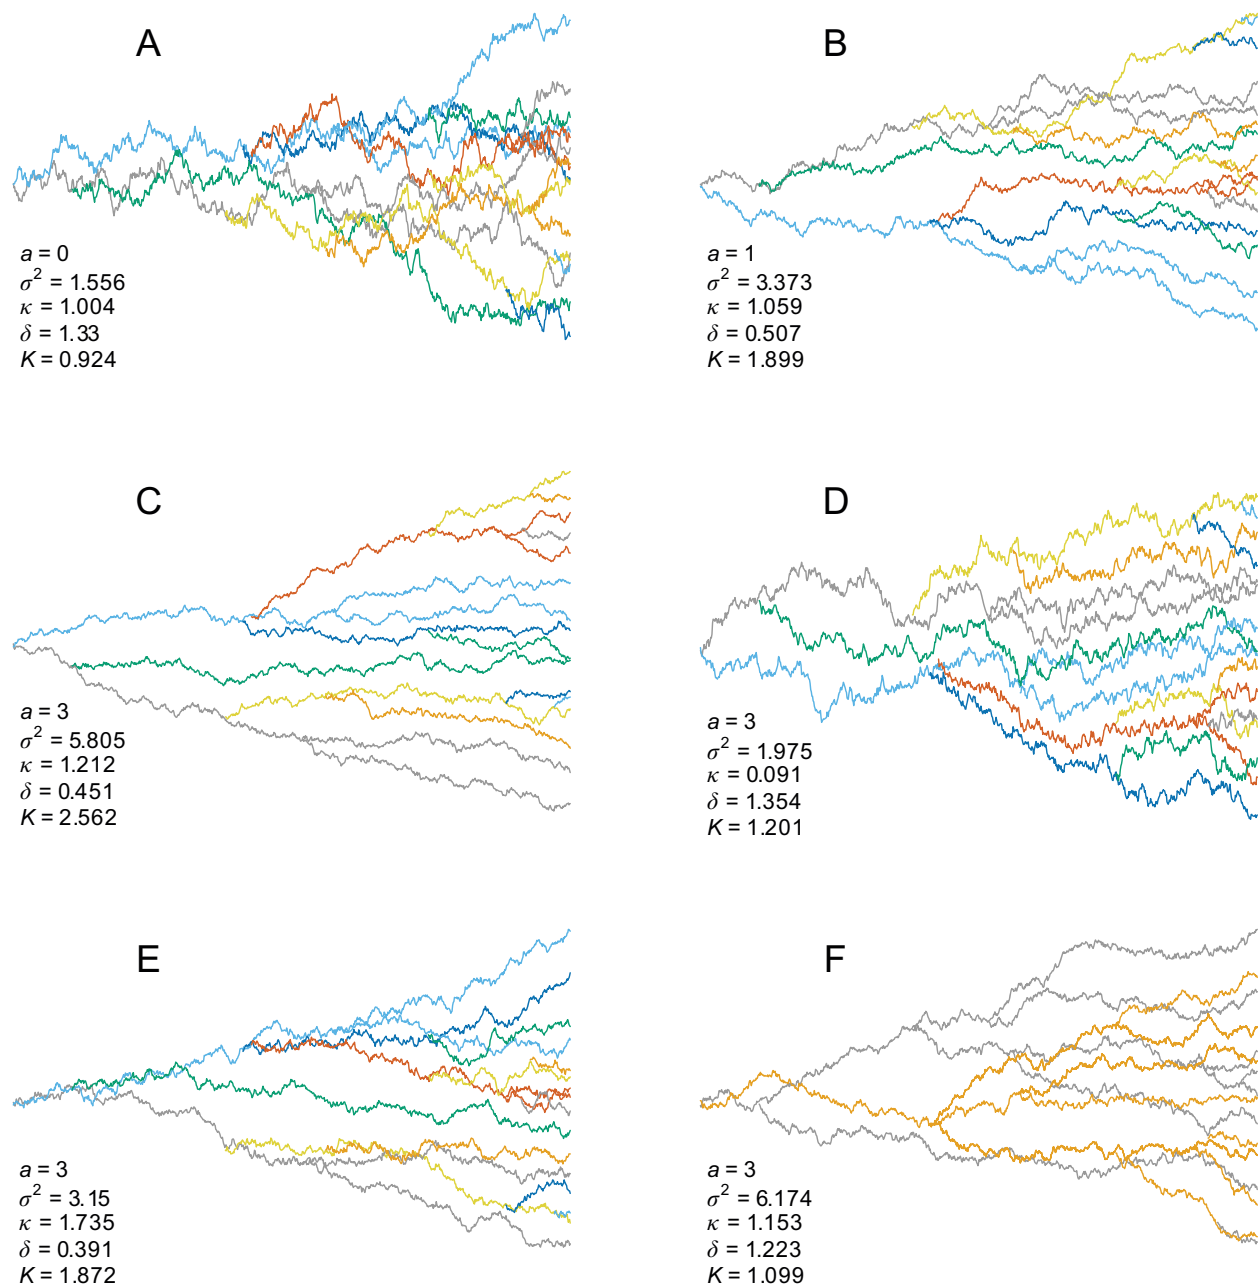 A
a = 0
σ² = 1.556
κ = 1.004
δ = 1.33
K = 0.924
B
a = 1
σ² = 3.373
κ = 1.059
δ = 0.507
K = 1.899
C
a = 3
σ² = 5.805
κ = 1.212
δ = 0.451
K = 2.562
D
a = 3
σ² = 1.975
κ = 0.091
δ = 1.354
K = 1.201
E
a = 3
σ² = 3.15
κ = 1.735
δ = 0.391
K = 1.872
F
a = 3
σ² = 6.174
κ = 1.153
δ = 1.223
K = 1.099